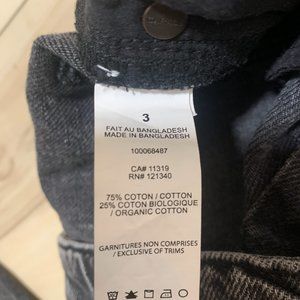 3
FAIT AU BANGLADESH
MADE IN BANGLADESH
100068487
CA# 11319
RN# 121340
75% COTON / COTTON
25% COTON BIOLOGIQUE
/ ORGANIC COTTON
GARNITURES NON COMPRISES
/ EXCLUSIVE OF TRIMS